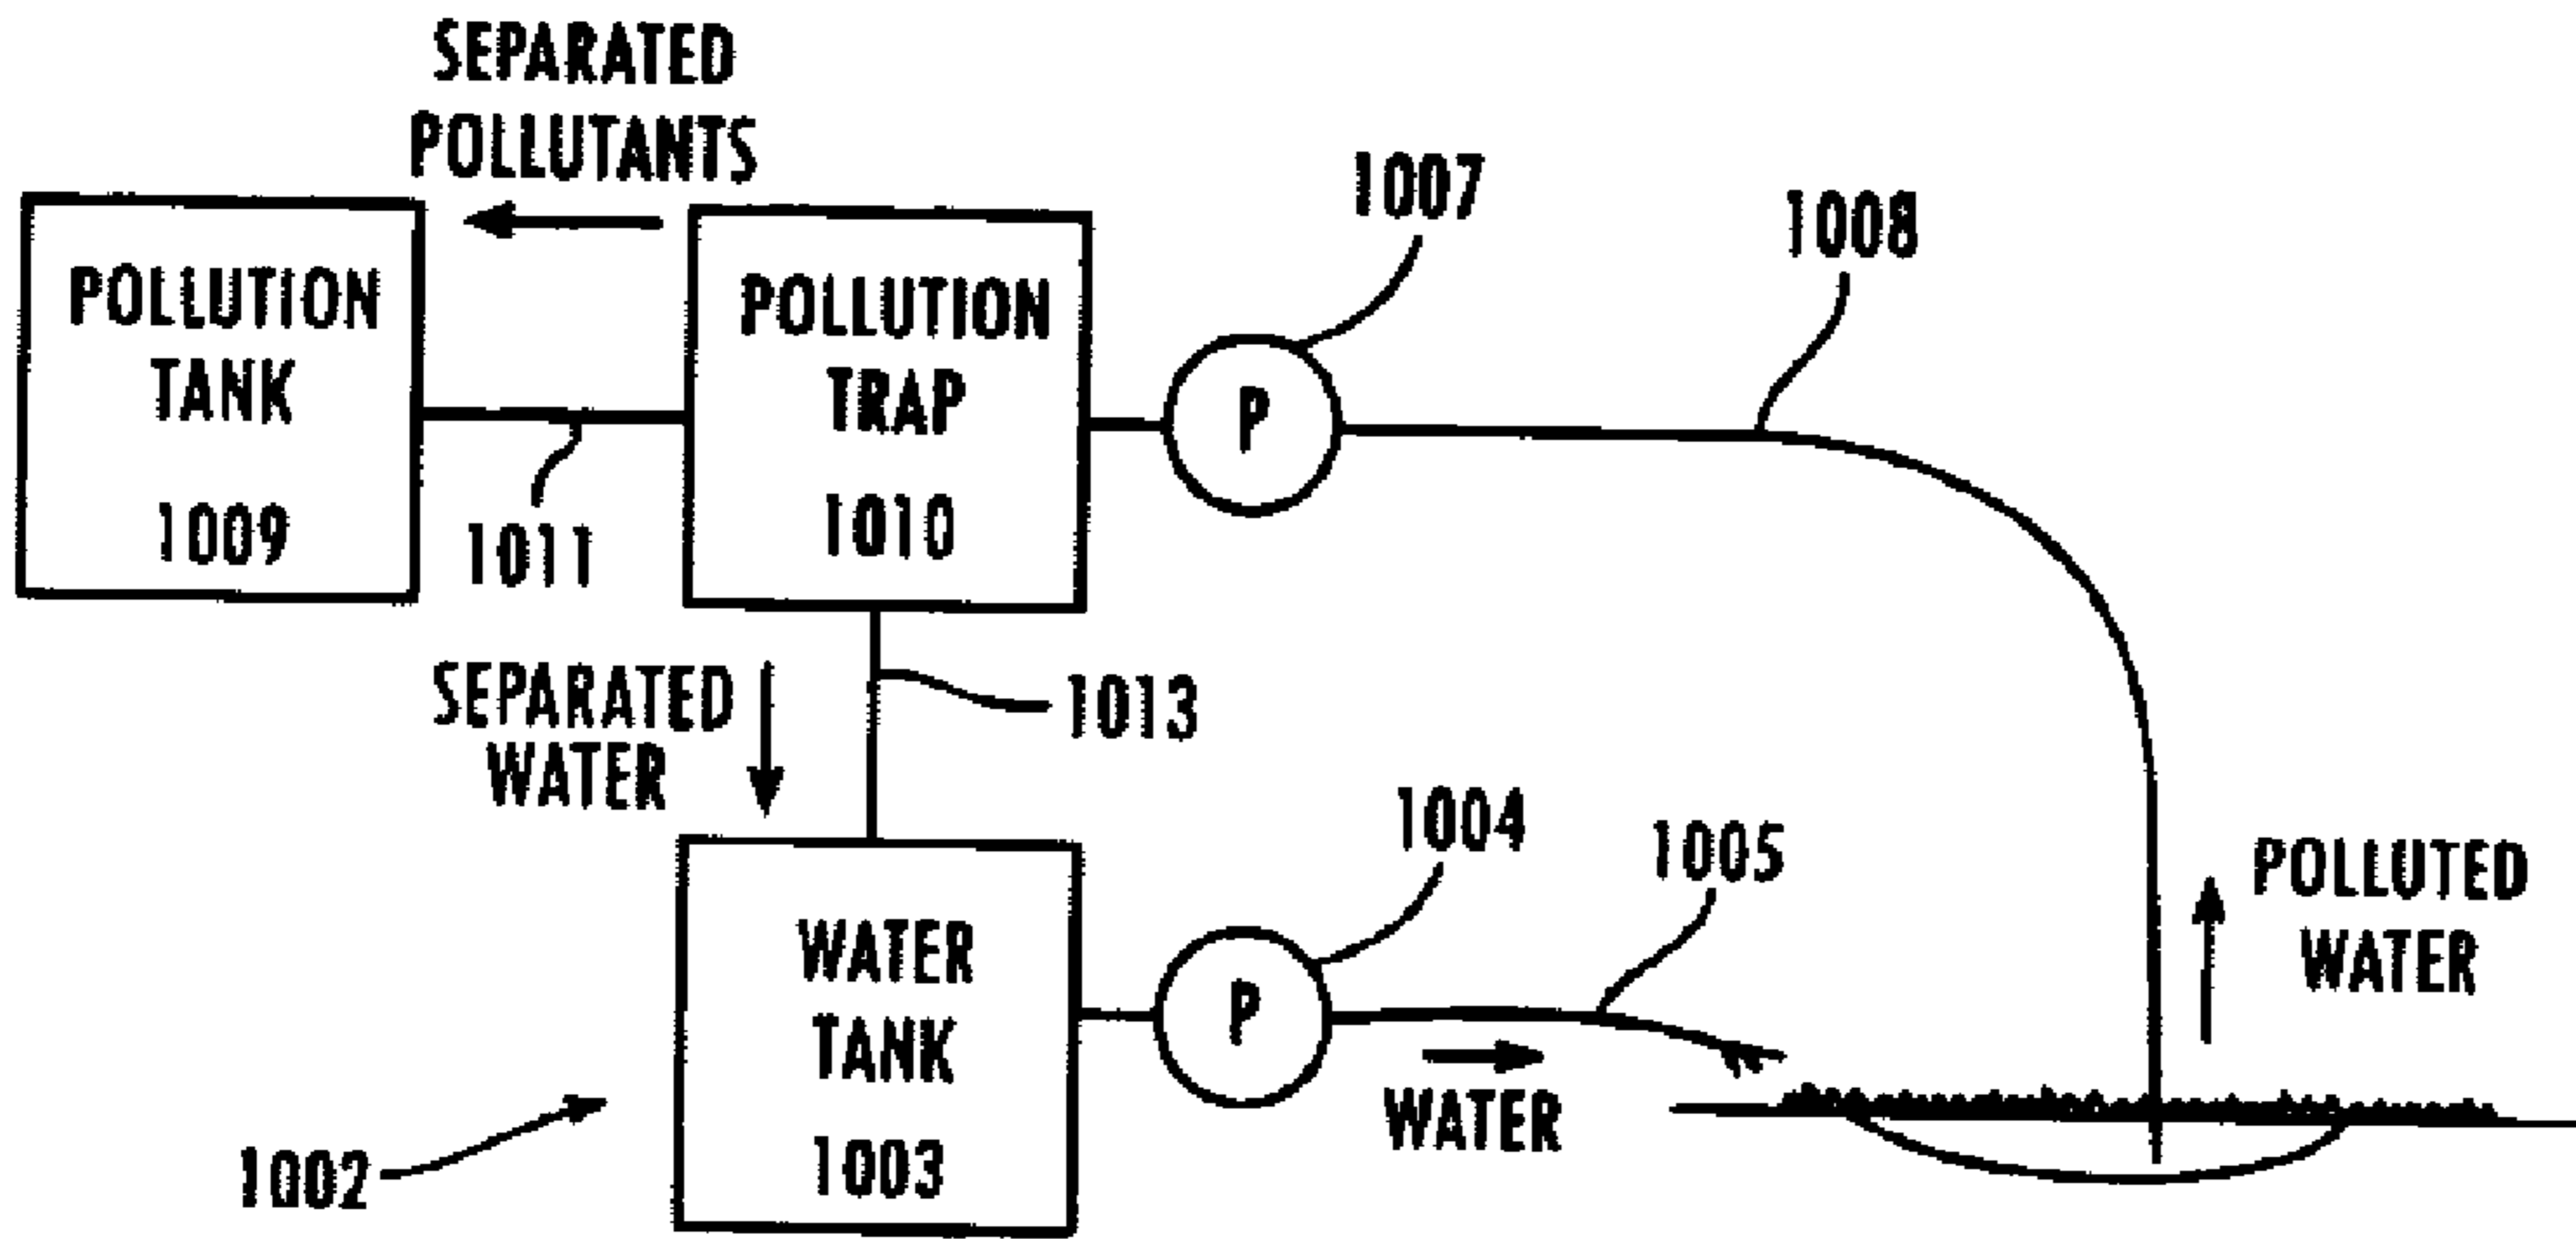 SEPARATED
POLLUTANTS
1007
1008
POLLUTION
TANK
1009
1011
POLLUTION
TRAP
1010
P
SEPARATED
WATER
1013
1004
1005
POLLUTED
WATER
WATER
TANK
1003
P
WATER
1002